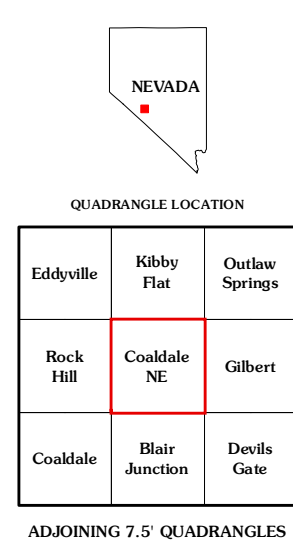 NEVADA
QUADRANGLE LOCATION
Eddyville
Kibby
Flat
Outlaw
Springs
Rock
Hill
Coaldale
NE
Gilbert
Coaldale
Blair
Junction
Devils
Gate
ADJOINING 7.5' QUADRANGLES